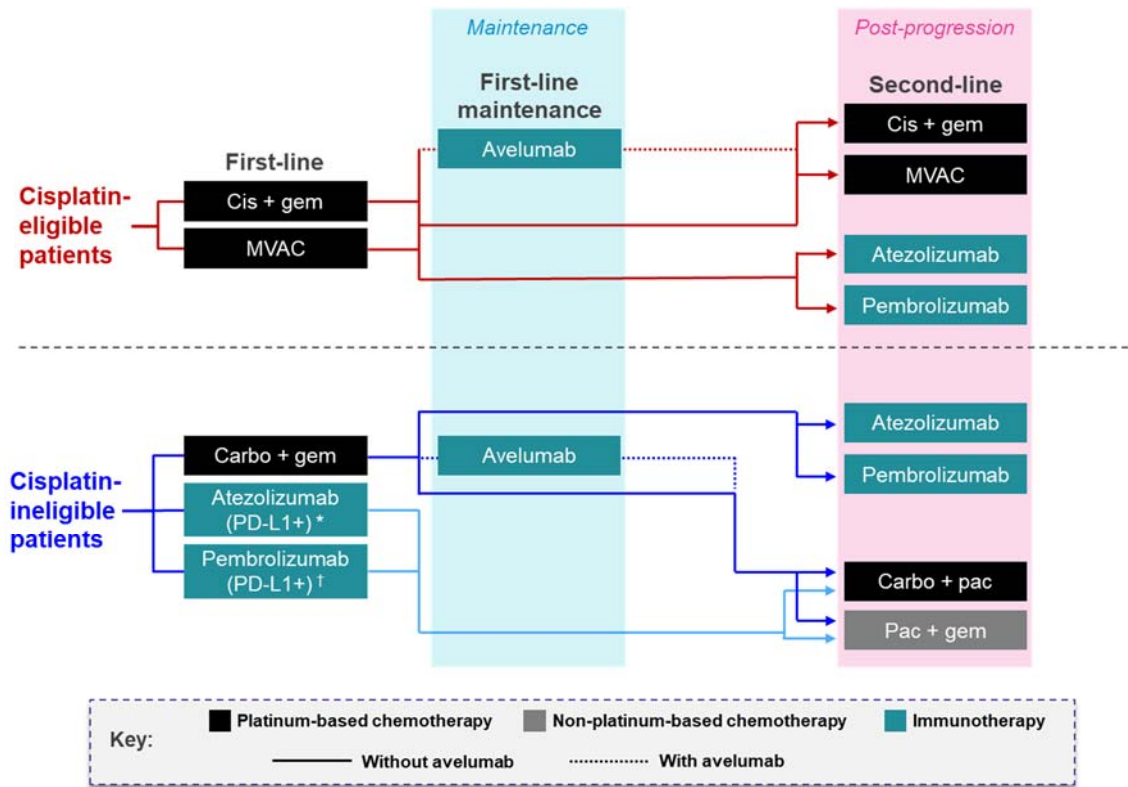 Maintenance
Post-progression
First-line
maintenance
Second-line
Cis + gem
Avelumab
MVAC
First-line
Cisplatin-
eligible
patients
Cis + gem
MVAC
Atezolizumab
Pembrolizumab
Atezolizumab
Carbo + gem
Avelumab
Pembrolizumab
Cisplatin-
ineligible
patients
Atezolizumab
(PD-L1+) *
Pembrolizumab
(PD-L1+) †
Carbo + pac
Pac + gem
Key:
Platinum-based chemotherapy
Non-platinum-based chemotherapy
Immunotherapy
Without avelumab
With avelumab